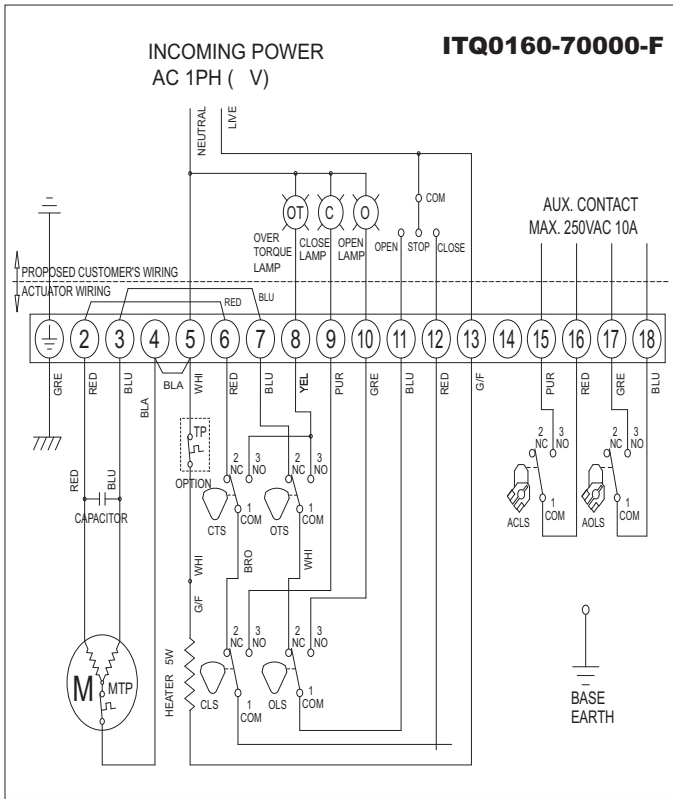 ITQ0160-70000-F
INCOMING POWER
AC 1PH ( V)
NEUTRAL
LIVE
COM
AUX. CONTACT
MAX. 250VAC 10A
OT C O
OVER TORQUE LAMP
CLOSE LAMP
OPEN LAMP
OPEN STOP CLOSE
PROPOSED CUSTOMER'S WIRING
ACTUATOR WIRING
RED BLU
2 3 4 5 6 7 8 9 10 11 12 13 14 15 16 17 18
GRE RED BLU BLA BLA WHI RED BLU YEL PUR GRE BLU RED G/F PUR RED GRE BLU
TP
OPTION
2 NC 3 NO
1 COM
CTS
2 NC 3 NO
1 COM
OTS
2 NC 3 NO
1 COM
ACLS
2 NC 3 NO
1 COM
AOLS
RED BLU
CAPACITOR
WHI
G/F
BRO
WHI
M MTP
HEATER 5W
2 NC 3 NO
1 COM
CLS
2 NC 3 NO
1 COM
OLS
BASE
EARTH